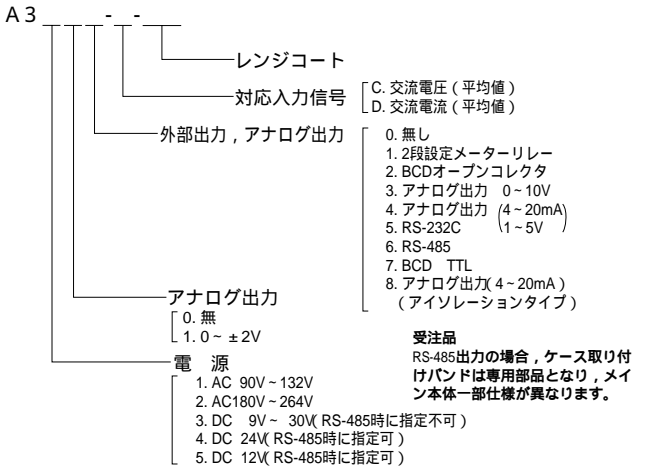 A3 _ _ _-_-_
レンジコート
対応入力信号
C. 交流電圧(平均値)
D. 交流電流(平均値)
外部出力,アナログ出力
0. 無し
1. 2段設定メーターリレー
2. BCDオープンコレクタ
3. アナログ出力 0~10V
4. アナログ出力 (4~20mA)
5. RS-232C (1~5V)
6. RS-485
7. BCD TTL
8. アナログ出力(4~20mA)
(アイソレーションタイプ)
アナログ出力
0. 無
1. 0~±2V
受注品
RS-485出力の場合,ケース取り付
けバンドは専用部品となり,メイ
ン本体一部仕様が異なります。
電 源
1. AC 90V~132V
2. AC180V~264V
3. DC 9V~ 30V(RS-485時に指定不可)
4. DC 24V(RS-485時に指定可)
5. DC 12V(RS-485時に指定可)